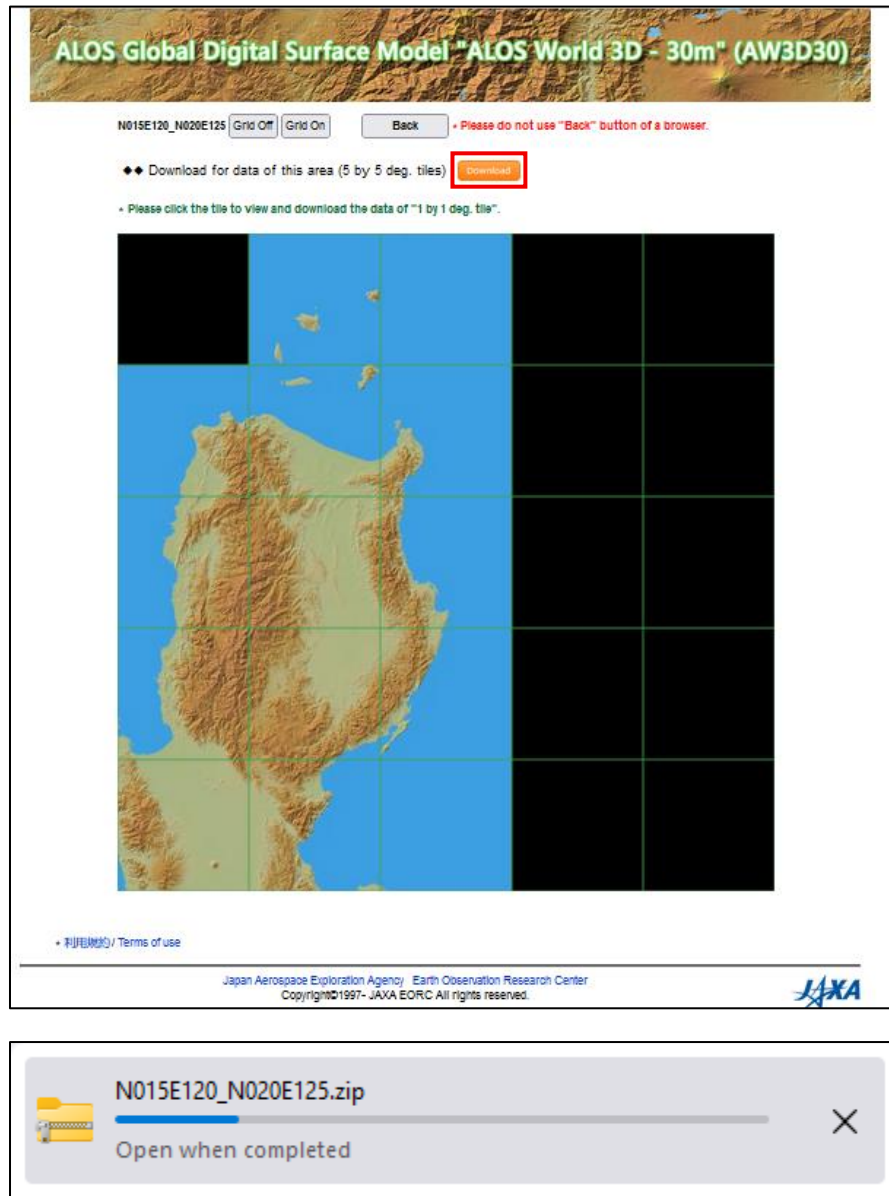 ALOS Global Digital Surface Model "ALOS World 3D - 30m" (AW3D30)
N015E120_N020E125 Grid Off Grid On Back * Please do not use "Back" button of a browser.
◆◆ Download for data of this area (5 by 5 deg. tiles) Download
* Please click the tile to view and download the data of "1 by 1 deg. tile".
* 利用規約 / Terms of use
Japan Aerospace Exploration Agency Earth Observation Research Center
Copyright©1997- JAXA EORC All rights reserved.
JAXA
N015E120_N020E125.zip
Open when completed